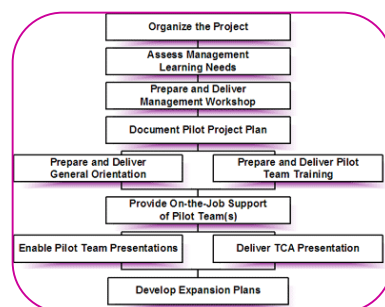 Organize the Project
Assess Management
Learning Needs
Prepare and Deliver
Management Workshop
Document Pilot Project Plan
Prepare and Deliver
General Orientation
Prepare and Deliver Pilot
Team Training
Provide On-the-Job Support
of Pilot Team(s)
Enable Pilot Team Presentations
Deliver TCA Presentation
Develop Expansion Plans